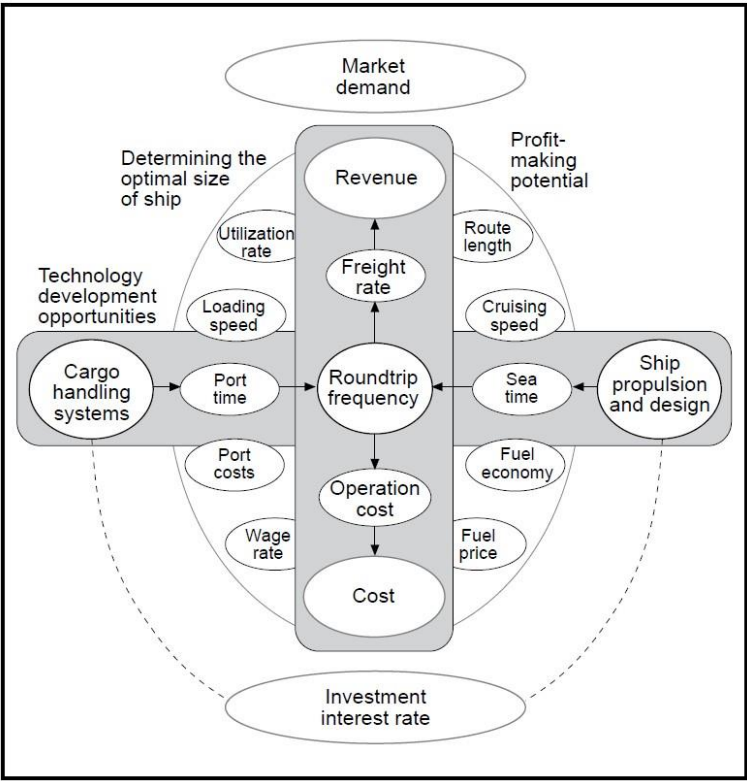 Market
demand
Determining the
optimal size
of ship
Profit-
making
potential
Revenue
Utilization
rate
Route
length
Freight
rate
Technology
development
opportunities
Loading
speed
Cruising
speed
Cargo
handling
systems
Port
time
Roundtrip
frequency
Sea
time
Ship
propulsion
and design
Port
costs
Fuel
economy
Operation
cost
Wage
rate
Fuel
price
Cost
Investment
interest rate